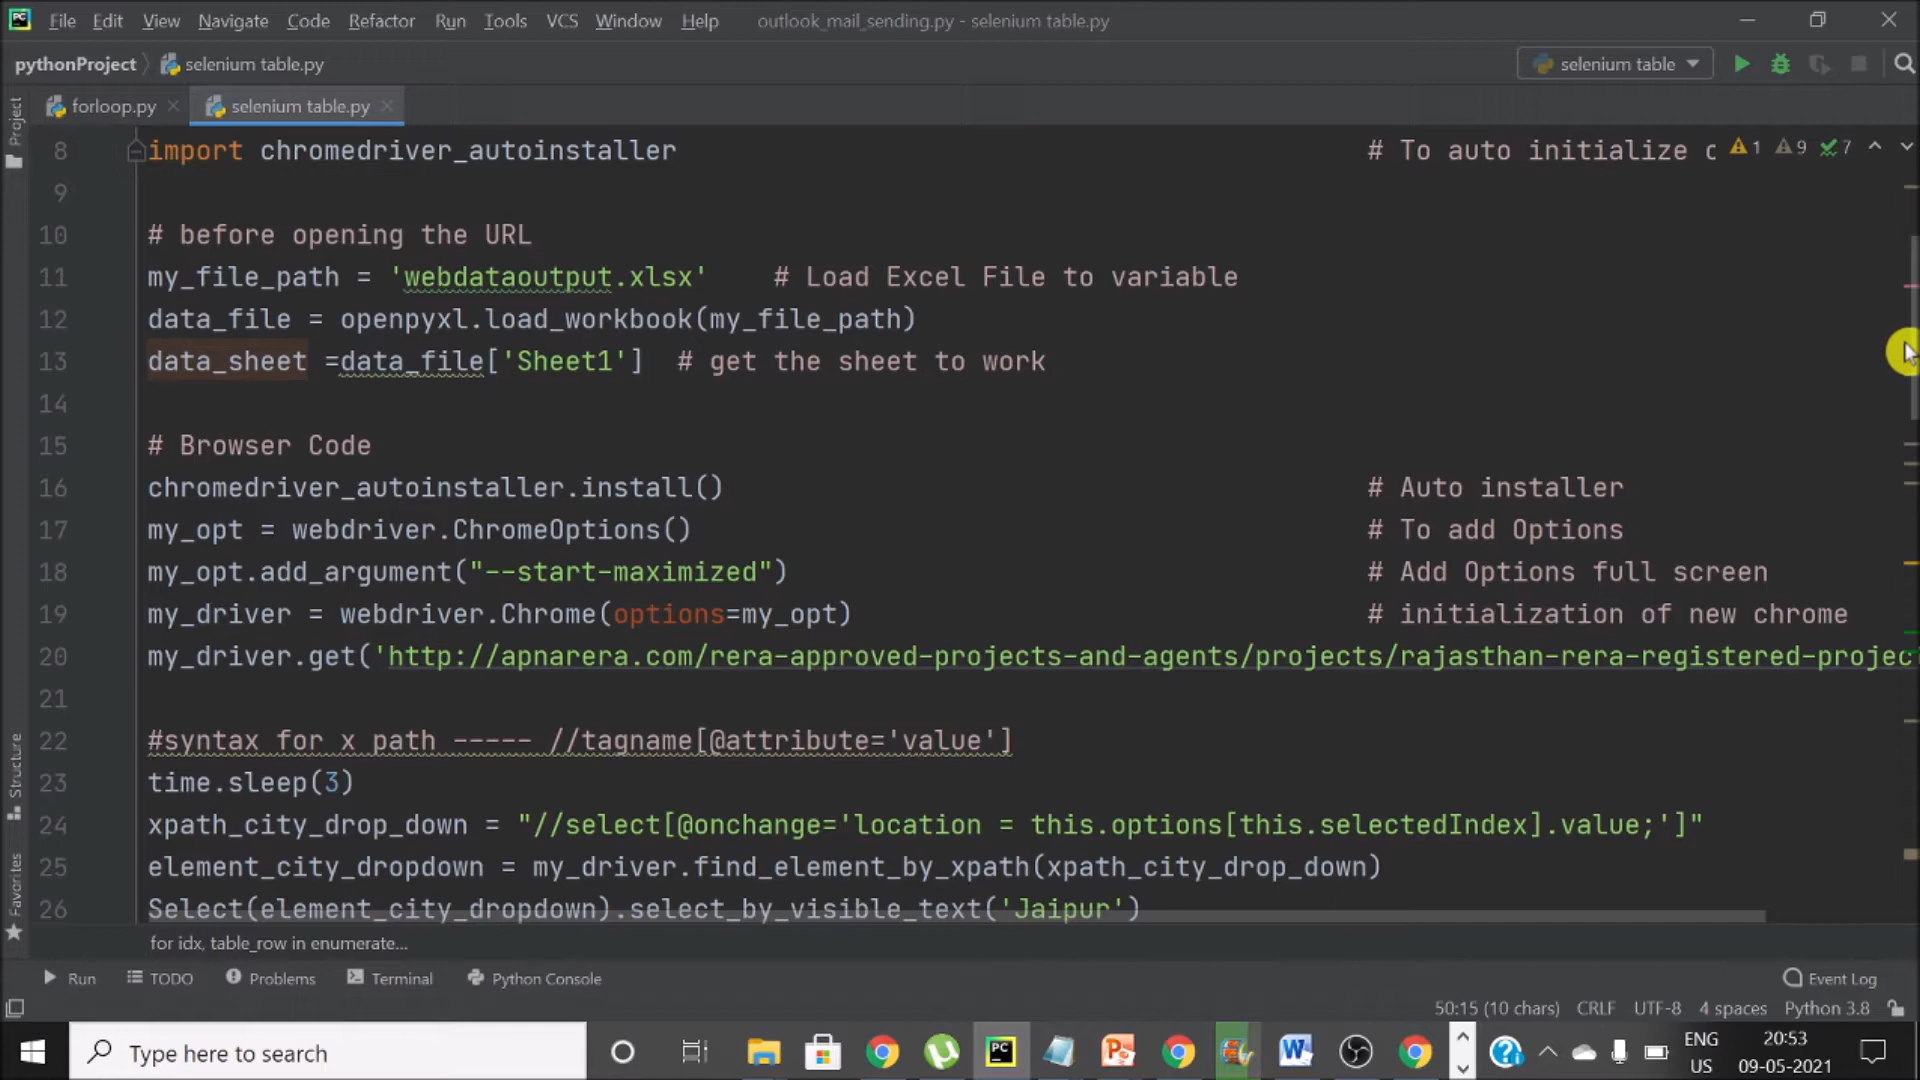 File Edit View Navigate Code Refactor Run Tools VCS Window Help outlook_mail_sending.py - selenium table.py
pythonProject selenium table.py selenium table
forloop.py selenium table.py
8 import chromedriver_autoinstaller # To auto initialize c 1 9 7
9
10 # before opening the URL
11 my_file_path = 'webdataoutput.xlsx' # Load Excel File to variable
12 data_file = openpyxl.load_workbook(my_file_path)
13 data_sheet =data_file['Sheet1'] # get the sheet to work
14
15 # Browser Code
16 chromedriver_autoinstaller.install() # Auto installer
17 my_opt = webdriver.ChromeOptions() # To add Options
18 my_opt.add_argument("--start-maximized") # Add Options full screen
19 my_driver = webdriver.Chrome(options=my_opt) # initialization of new chrome
20 my_driver.get('http://apnarera.com/rera-approved-projects-and-agents/projects/rajasthan-rera-registered-projec
21
22 #syntax for x path ----- //tagname[@attribute='value']
23 time.sleep(3)
24 xpath_city_drop_down = "//select[@onchange='location = this.options[this.selectedIndex].value;']"
25 element_city_dropdown = my_driver.find_element_by_xpath(xpath_city_drop_down)
26 Select(element_city_dropdown).select_by_visible_text('Jaipur')
Project
Structure
Favorites
for idx, table_row in enumerate...
Run TODO Problems Terminal Python Console Event Log
50:15 (10 chars) CRLF UTF-8 4 spaces Python 3.8
Type here to search
ENG
US
20:53
09-05-2021